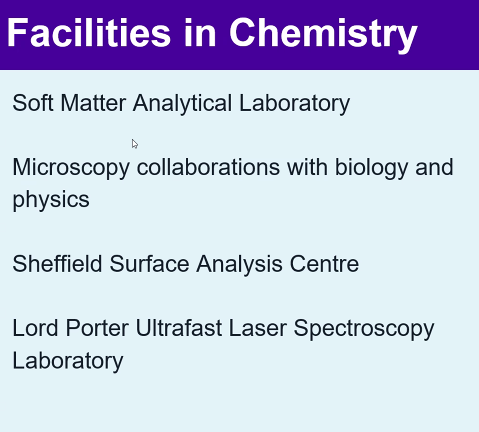 Facilities in Chemistry
Soft Matter Analytical Laboratory
Microscopy collaborations with biology and
physics
Sheffield Surface Analysis Centre
Lord Porter Ultrafast Laser Spectroscopy
Laboratory